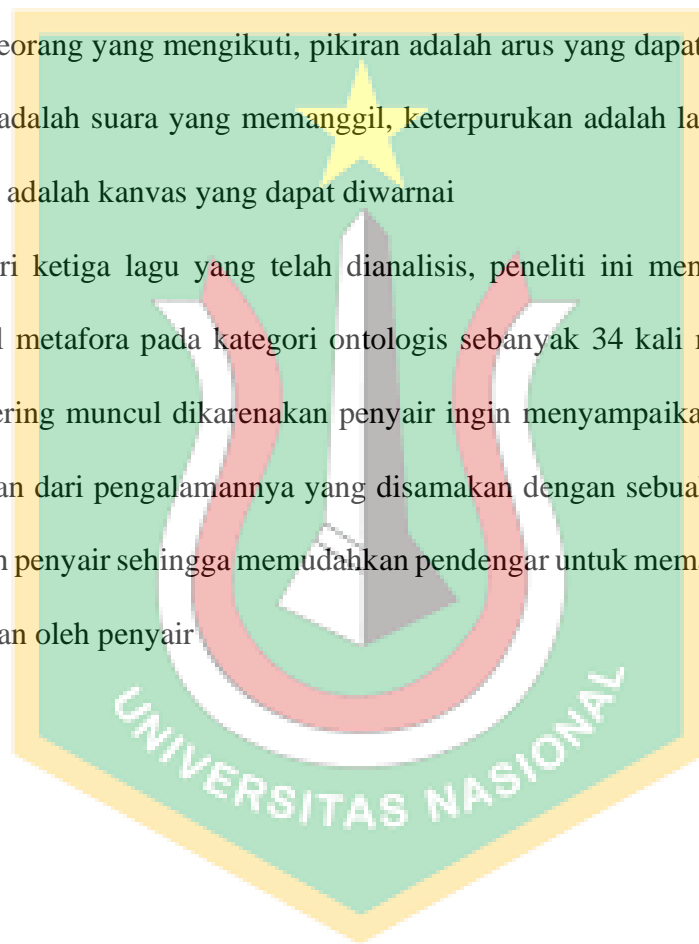 eorang yang mengikuti, pikiran adalah arus yang dapat
adalah suara yang memanggil, keterpurukan adalah la
adalah kanvas yang dapat diwarnai
ri ketiga lagu yang telah dianalisis, peneliti ini men
l metafora pada kategori ontologis sebanyak 34 kali
ering muncul dikarenakan penyair ingin menyampaika
an dari pengalamannya yang disamakan dengan sebua
n penyair sehingga memudahkan pendengar untuk mema
an oleh penyair
UNIVERSITAS NASIONAL